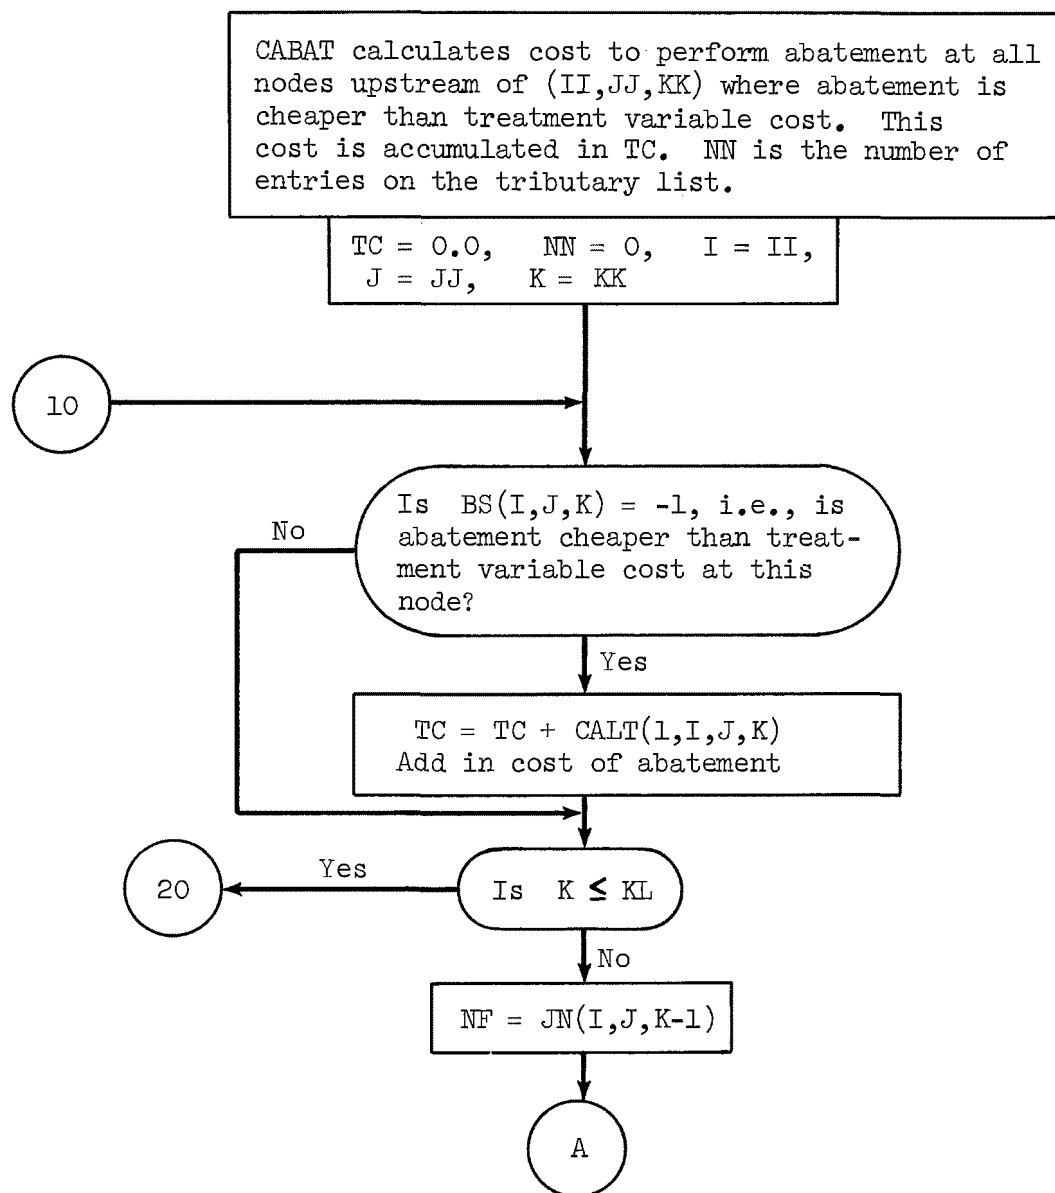 CABAT calculates cost to perform abatement at all
nodes upstream of (II,JJ,KK) where abatement is
cheaper than treatment variable cost. This
cost is accumulated in TC. NN is the number of
entries on the tributary list.
TC = 0.0, NN = 0, I = II,
J = JJ, K = KK
10
Is BS(I,J,K) = -1, i.e., is
abatement cheaper than treat-
ment variable cost at this
node?
No
Yes
TC = TC + CALT(1,I,J,K)
Add in cost of abatement
Is K ≤ KL
Yes
20
No
NF = JN(I,J,K-1)
A